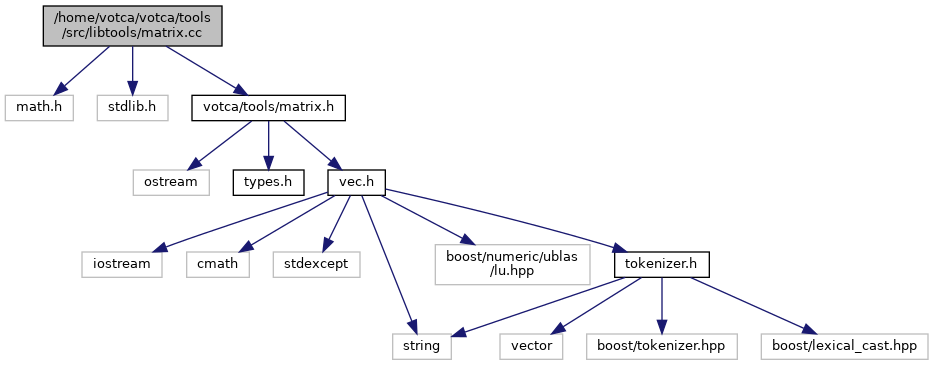 /home/votca/votca/tools
/src/libtools/matrix.cc
math.h
stdlib.h
votca/tools/matrix.h
ostream
types.h
vec.h
iostream
cmath
stdexcept
boost/numeric/ublas
/lu.hpp
tokenizer.h
string
vector
boost/tokenizer.hpp
boost/lexical_cast.hpp